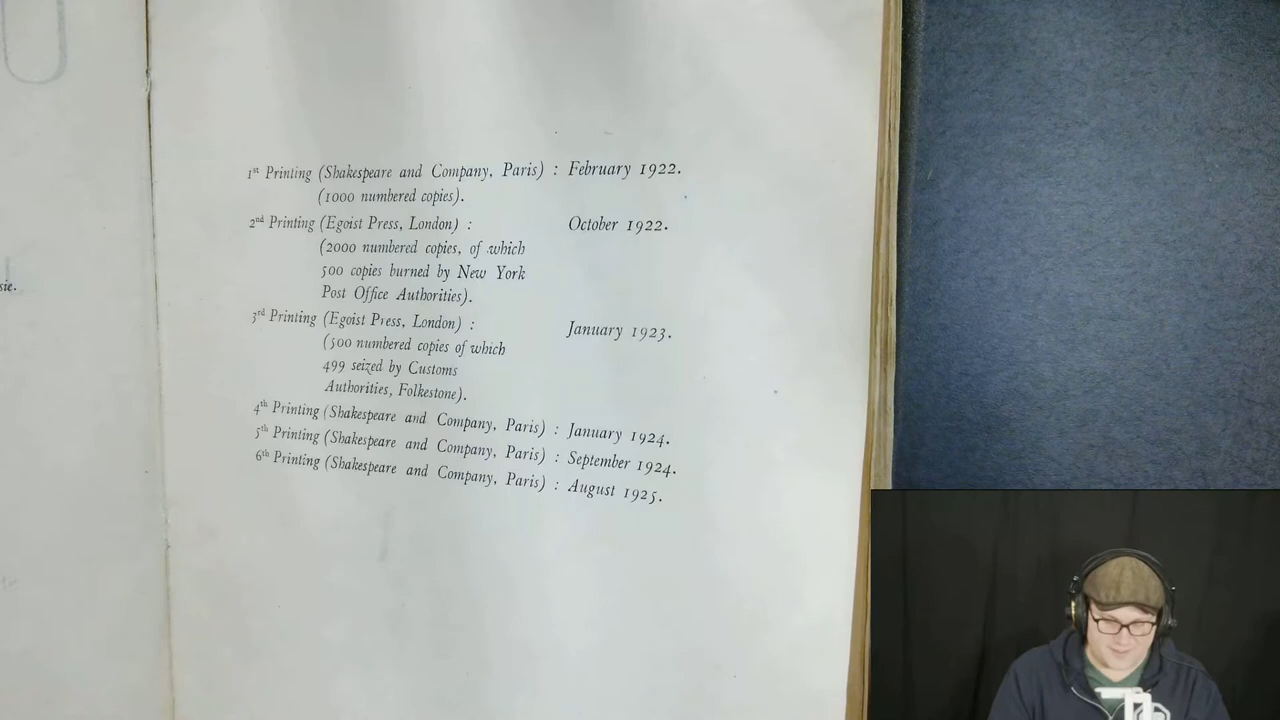 sie.
1st Printing (Shakespeare and Company, Paris) : February 1922.
(1000 numbered copies).
2nd Printing (Egoist Press, London) : October 1922.
(2000 numbered copies, of which
500 copies burned by New York
Post Office Authorities).
3rd Printing (Egoist Press, London) : January 1923.
(500 numbered copies of which
499 seized by Customs
Authorities, Folkestone).
4th Printing (Shakespeare and Company, Paris) : January 1924.
5th Printing (Shakespeare and Company, Paris) : September 1924.
6th Printing (Shakespeare and Company, Paris) : August 1925.